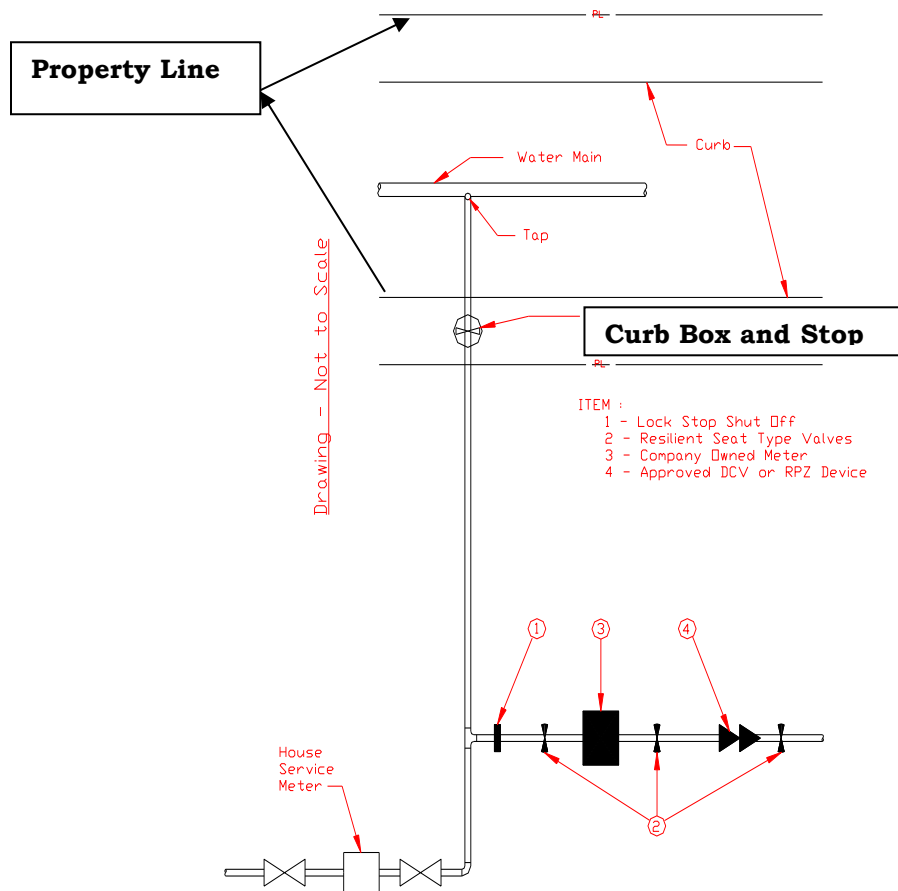 PL
Property Line
Curb
Water Main
Tap
Drawing - Not to Scale
Curb Box and Stop
PL
ITEM :
1 - Lock Stop Shut Off
2 - Resilient Seat Type Valves
3 - Company Owned Meter
4 - Approved DCV or RPZ Device
1
3
4
House
Service
Meter
2